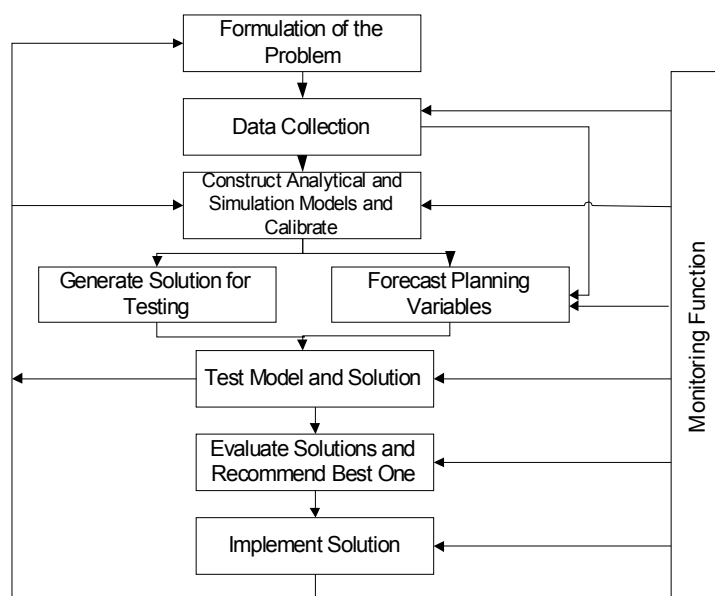 Formulation of the
Problem
Data Collection
Construct Analytical and
Simulation Models and
Calibrate
Generate Solution for
Testing
Forecast Planning
Variables
Test Model and Solution
Evaluate Solutions and
Recommend Best One
Implement Solution
Monitoring Function